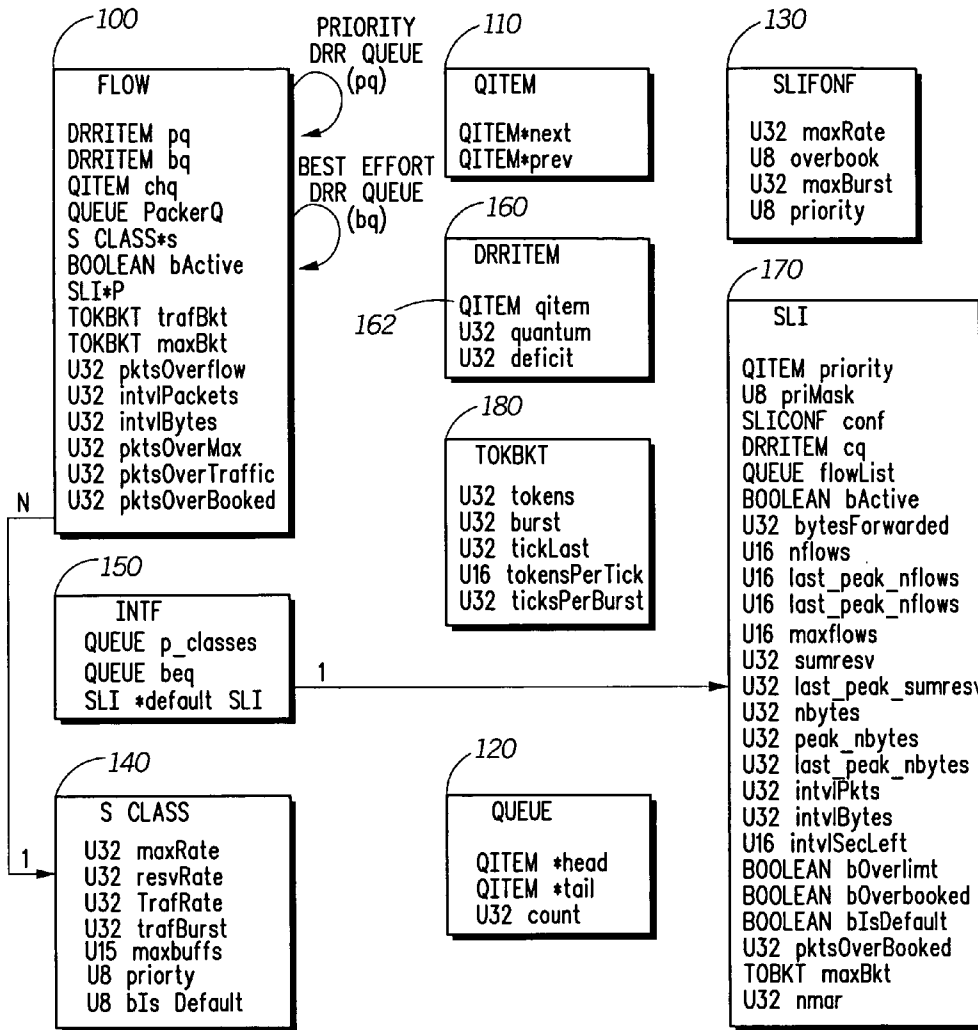 100
PRIORITY
DRR QUEUE
(pq)
FLOW
DRRITEM pq
DRRITEM bq
QITEM chq
QUEUE PackerQ
S CLASS*s
BOOLEAN bActive
SLI*P
TOKBKT trafBkt
TOKBKT maxBkt
U32 pktsOverflow
U32 intvlPackets
U32 intvlBytes
U32 pktsOverMax
U32 pktsOverTraffic
U32 pktsOverBooked
BEST EFFORT
DRR QUEUE
(bq)
N
110
QITEM
QITEM*next
QITEM*prev
130
SLIFONF
U32 maxRate
U8 overbook
U32 maxBurst
U8 priority
160
DRRITEM
162
QITEM qitem
U32 quantum
U32 deficit
180
TOKBKT
U32 tokens
U32 burst
U32 tickLast
U16 tokensPerTick
U32 ticksPerBurst
170
SLI
QITEM priority
U8 priMask
SLICONF conf
DRRITEM cq
QUEUE flowList
BOOLEAN bActive
U32 bytesForwarded
U16 nflows
U16 last_peak_nflows
U16 last_peak_nflows
U16 maxflows
U32 sumresv
U32 last_peak_sumresv
U32 nbytes
U32 peak_nbytes
U32 last_peak_nbytes
U32 intvlPkts
U32 intvlBytes
U16 intvlSecLeft
BOOLEAN bOverlimt
BOOLEAN bOverbooked
BOOLEAN bIsDefault
U32 pktsOverBooked
TOBKT maxBkt
U32 nmar
150
INTF
QUEUE p_classes
QUEUE beq
SLI *default SLI
1
140
S CLASS
U32 maxRate
U32 resvRate
U32 TrafRate
U32 trafBurst
U15 maxbuffs
U8 priorty
U8 bIs Default
1
120
QUEUE
QITEM *head
QITEM *tail
U32 count